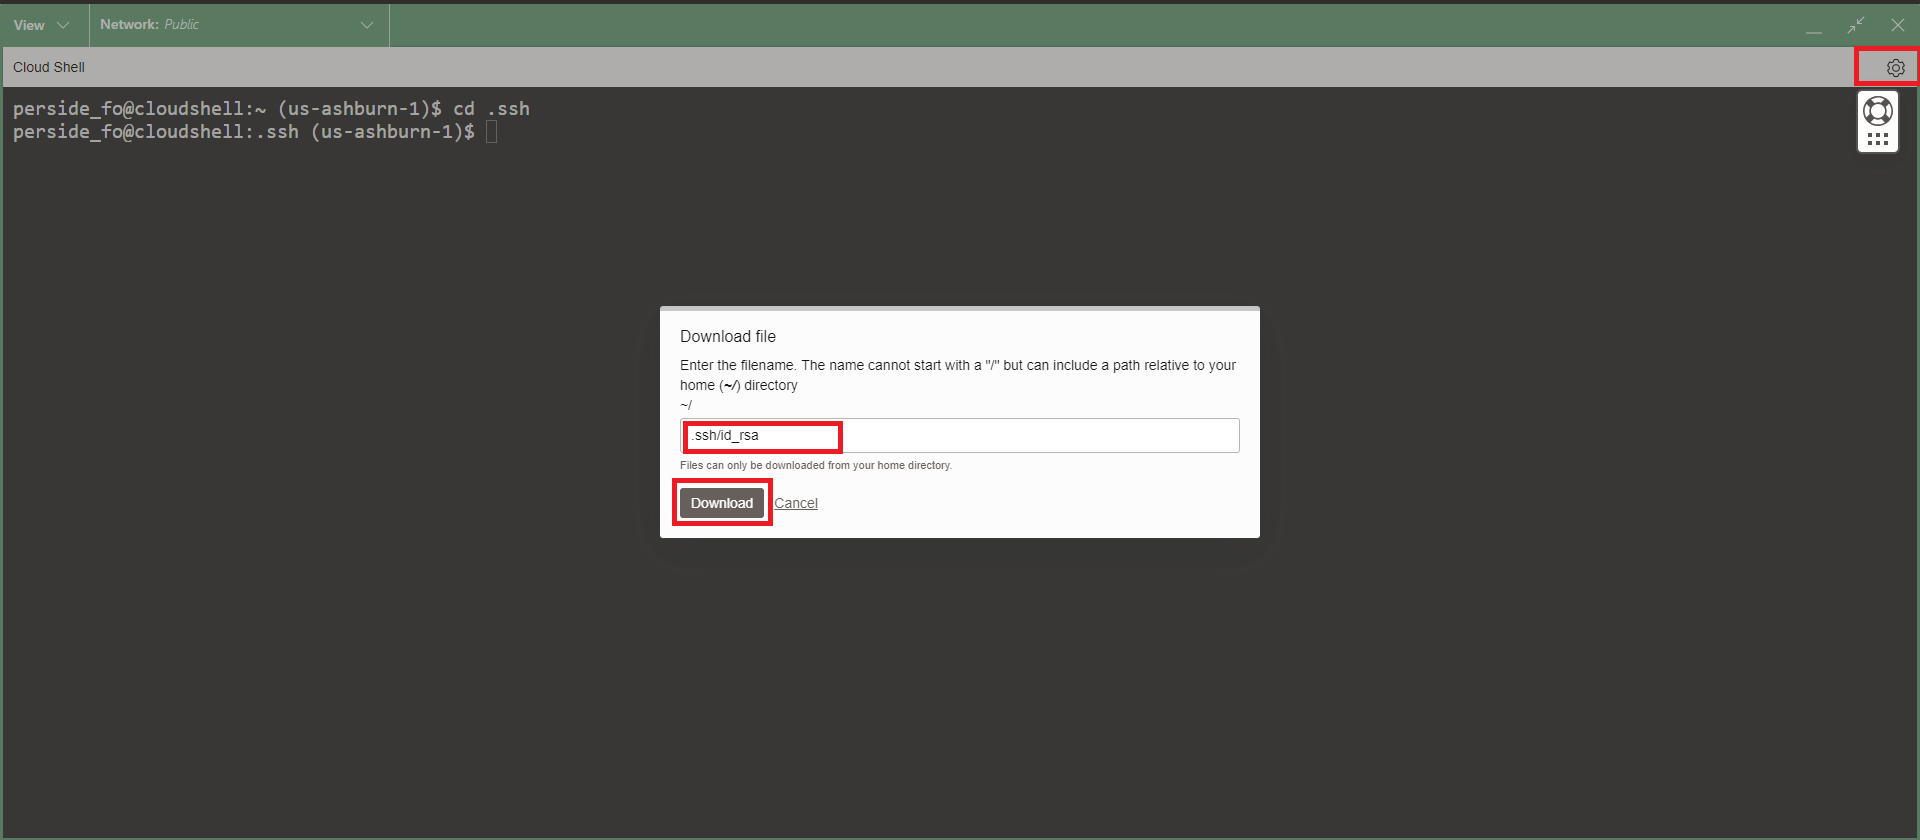 View
Network: Public
Cloud Shell
perside_fo@cloudshell:~ (us-ashburn-1)$ cd .ssh
perside_fo@cloudshell:.ssh (us-ashburn-1)$
Download file
Enter the filename. The name cannot start with a "/" but can include a path relative to your
home (~/) directory
~/
.ssh/id_rsa
Files can only be downloaded from your home directory.
Download Cancel